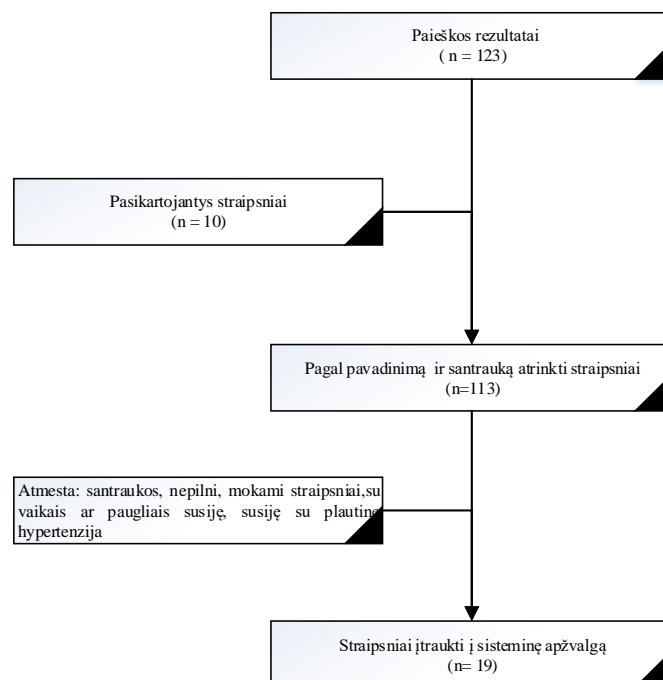 Paieškos rezultatai
( n = 123)
Pasikartojantys straipsniai
(n = 10)
Pagal pavadinimą ir santrauką atrinkti straipsniai
(n=113)
Atmesta: santraukos, nepilni, mokami straipsniai,su
vaikais ar paugliais susiję, susiję su plautine
hypertenzija
Straipsniai įtraukti į sisteminę apžvalgą
(n= 19)